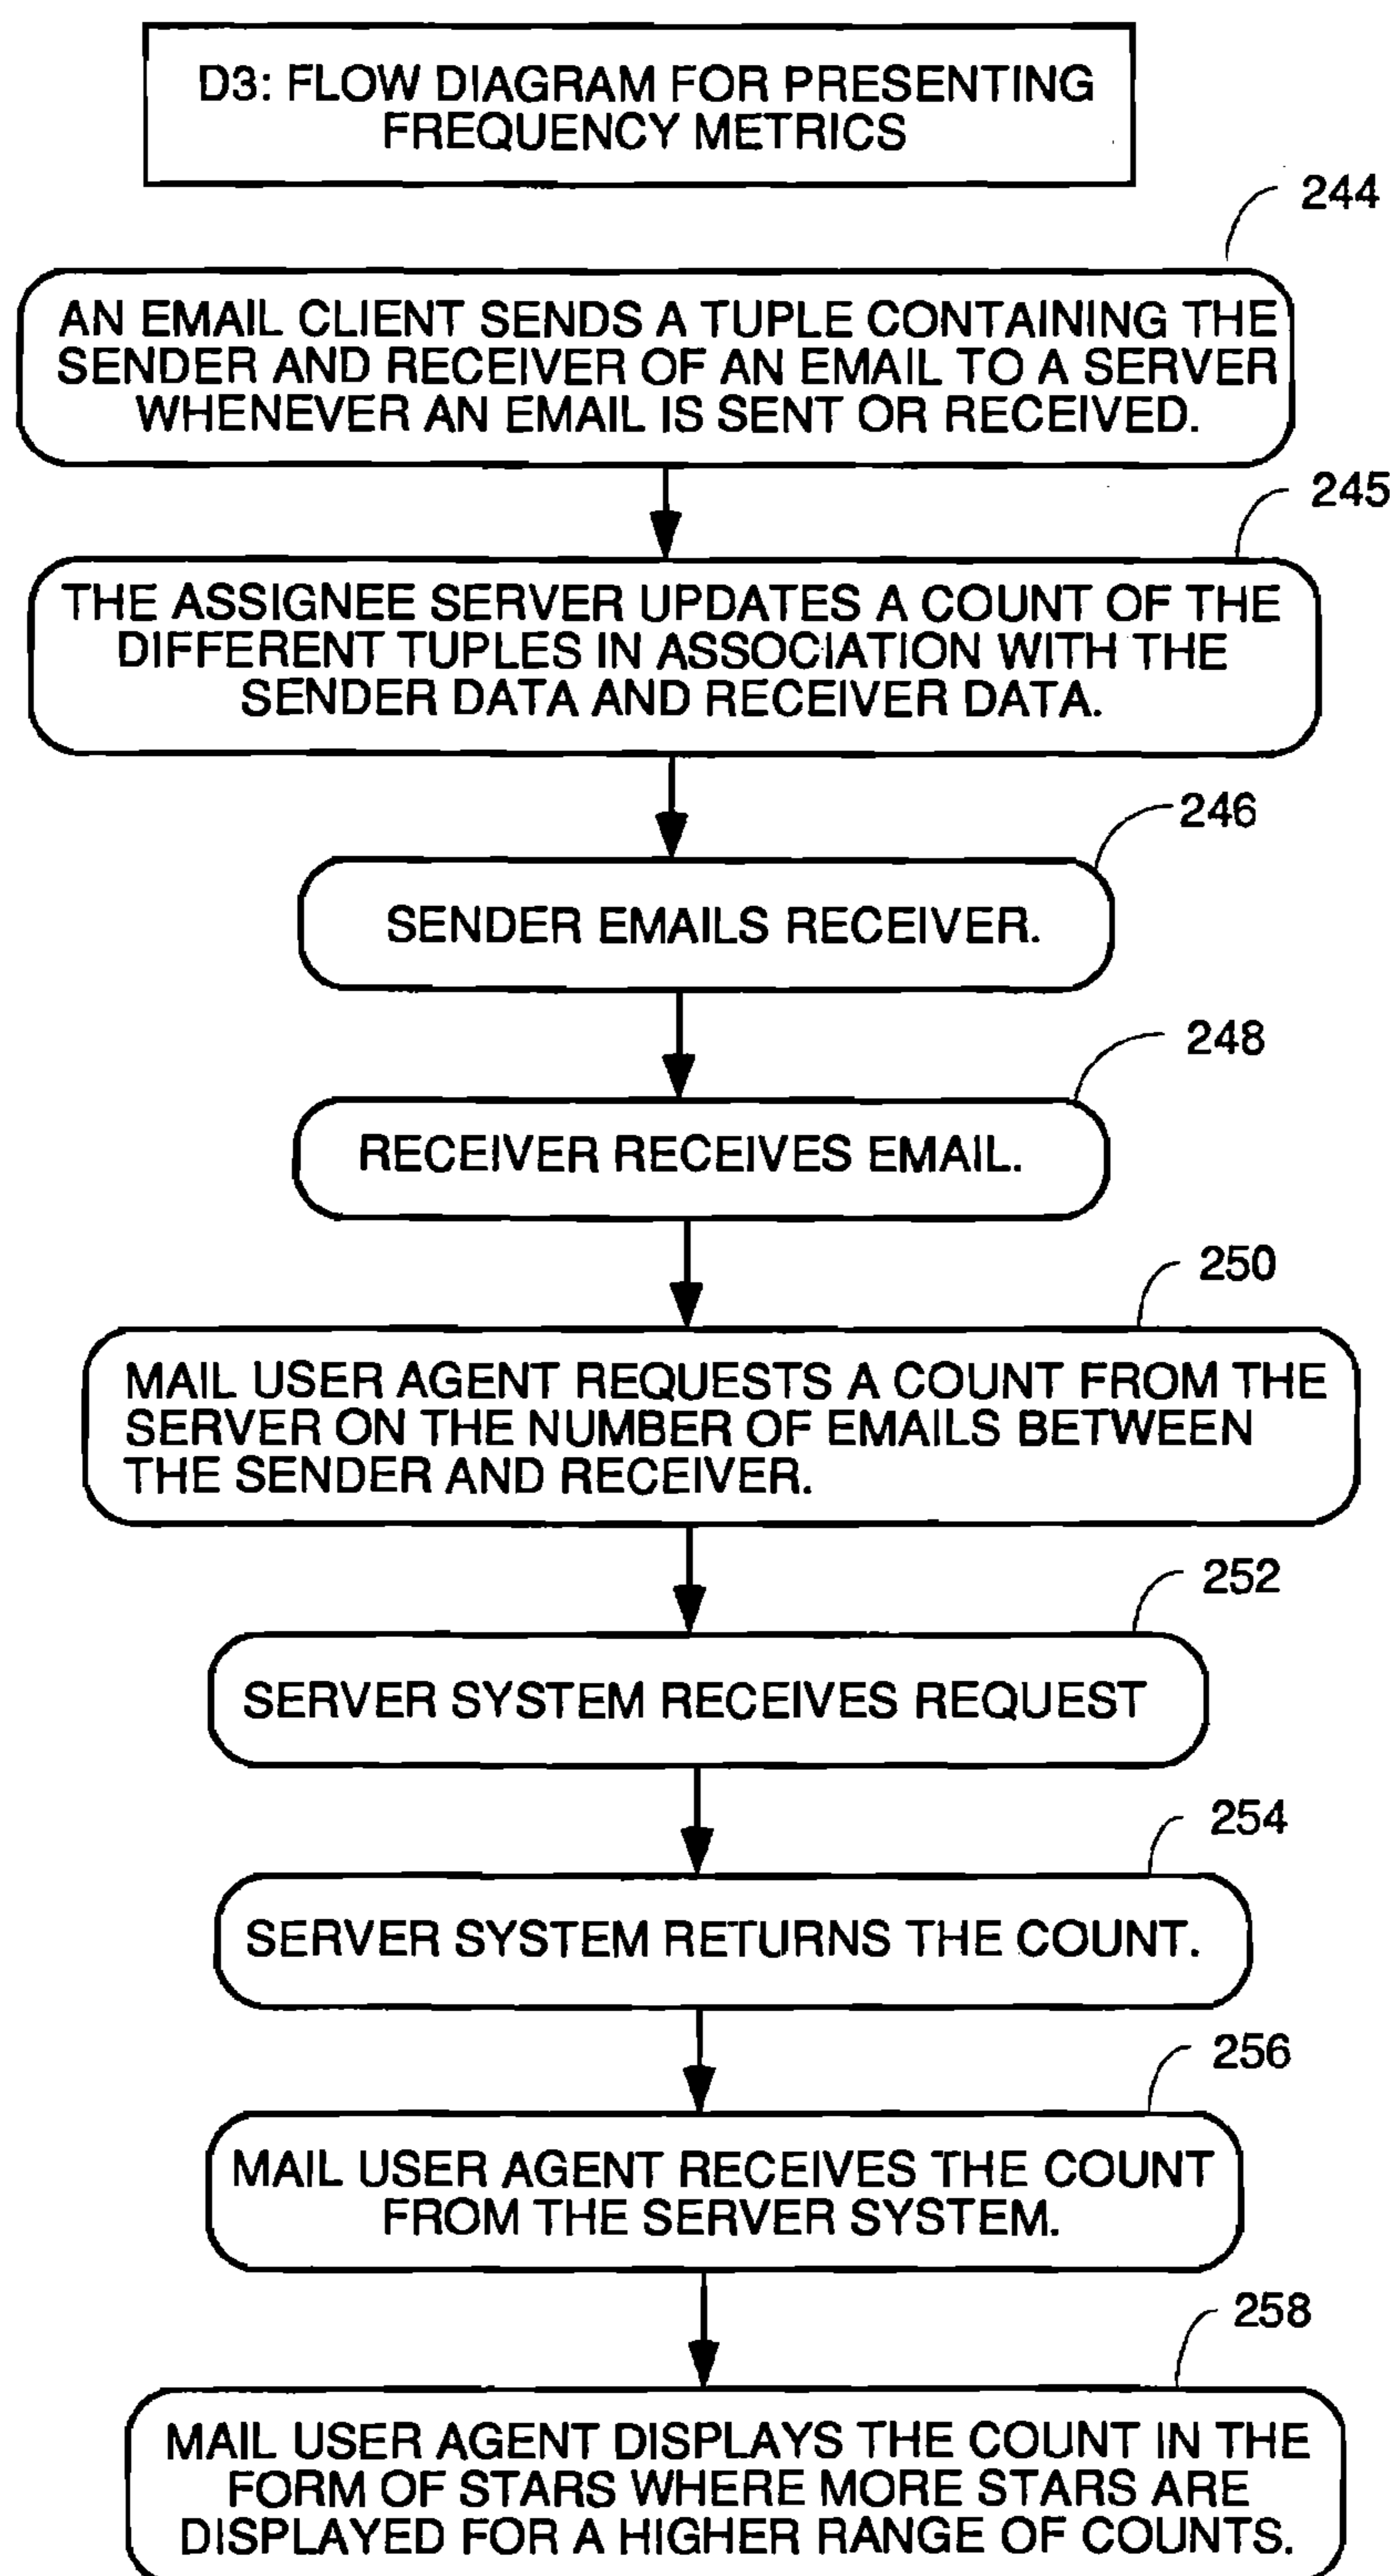 D3: FLOW DIAGRAM FOR PRESENTING
FREQUENCY METRICS
244
AN EMAIL CLIENT SENDS A TUPLE CONTAINING THE
SENDER AND RECEIVER OF AN EMAIL TO A SERVER
WHENEVER AN EMAIL IS SENT OR RECEIVED.
245
THE ASSIGNEE SERVER UPDATES A COUNT OF THE
DIFFERENT TUPLES IN ASSOCIATION WITH THE
SENDER DATA AND RECEIVER DATA.
246
SENDER EMAILS RECEIVER.
248
RECEIVER RECEIVES EMAIL.
250
MAIL USER AGENT REQUESTS A COUNT FROM THE
SERVER ON THE NUMBER OF EMAILS BETWEEN
THE SENDER AND RECEIVER.
252
SERVER SYSTEM RECEIVES REQUEST
254
SERVER SYSTEM RETURNS THE COUNT.
256
MAIL USER AGENT RECEIVES THE COUNT
FROM THE SERVER SYSTEM.
258
MAIL USER AGENT DISPLAYS THE COUNT IN THE
FORM OF STARS WHERE MORE STARS ARE
DISPLAYED FOR A HIGHER RANGE OF COUNTS.